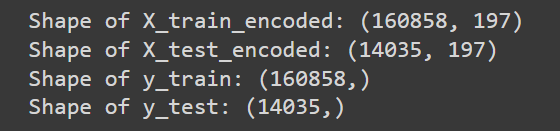 Shape of X_train_encoded: (160858, 197)
Shape of X_test_encoded: (14035, 197)
Shape of y_train: (160858,)
Shape of y_test: (14035,)